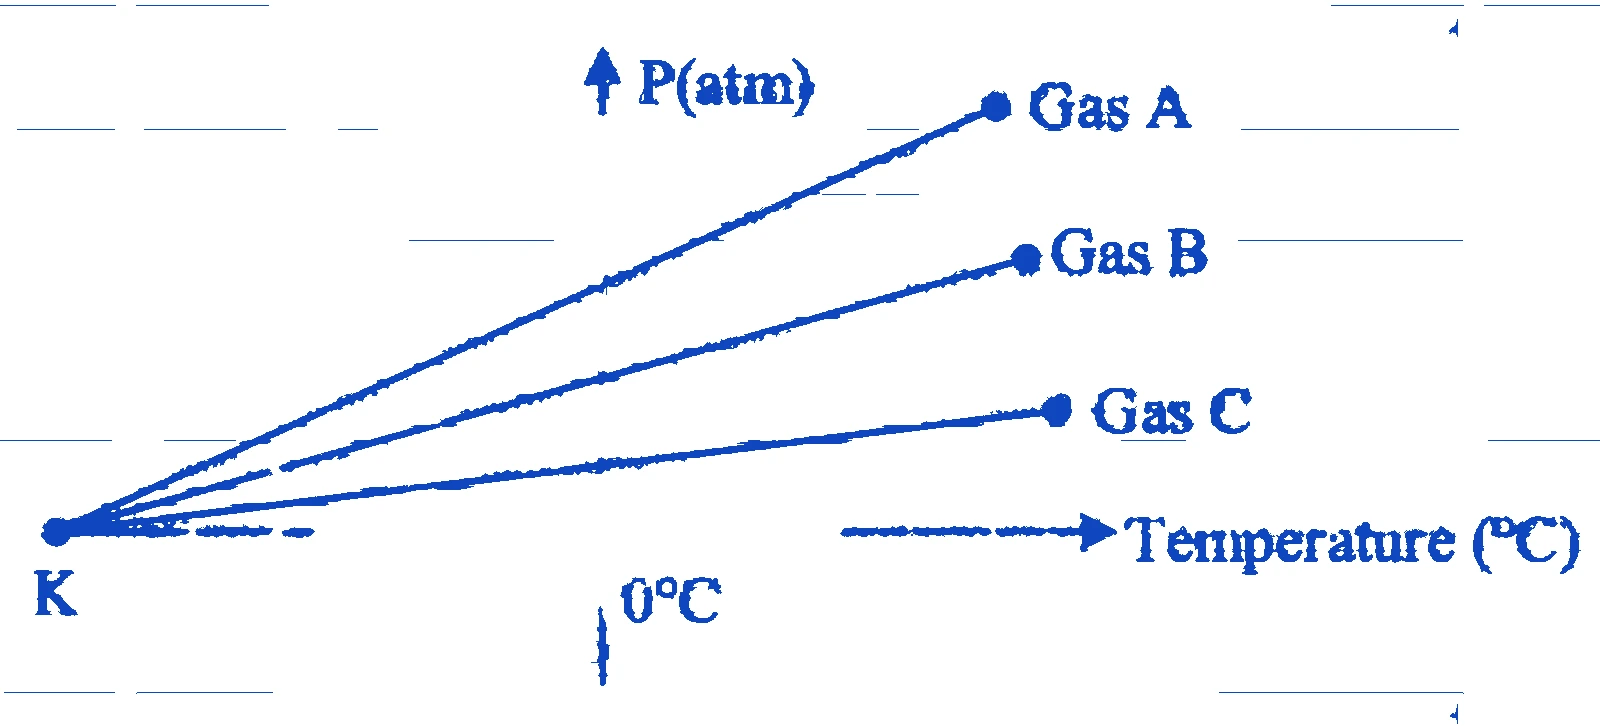 P(atm)
Gas A
Gas B
Gas C
Temperature (°C)
K
0°C